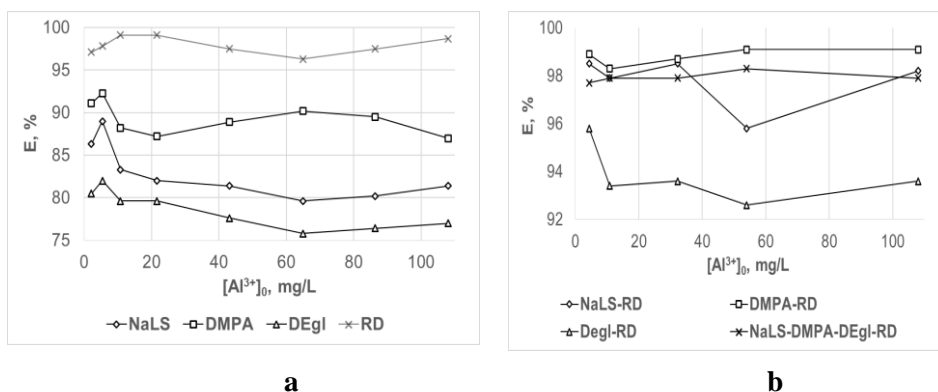 100
95
90
85
80
75
E, %
0 20 40 60 80 100
[Al³⁺]₀, mg/L
NaLS DMPA DEgl RD
a
100
98
96
94
92
E, %
0 20 40 60 80 100
[Al³⁺]₀, mg/L
NaLS-RD DMPA-RD
Degl-RD NaLS-DMPA-DEgl-RD
b